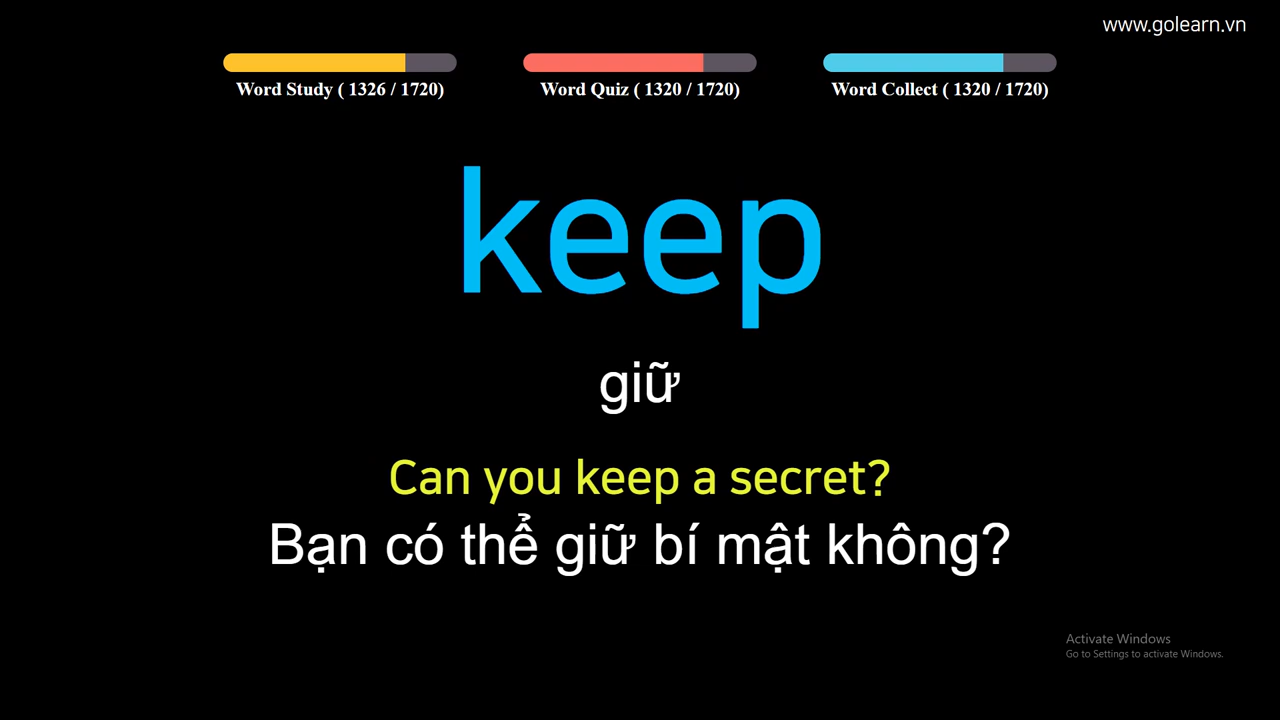 www.golearn.vn
Word Study ( 1326 / 1720)
Word Quiz ( 1320 / 1720)
Word Collect ( 1320 / 1720)
keep
giữ
Can you keep a secret?
Bạn có thể giữ bí mật không?
Activate Windows
Go to Settings to activate Windows.